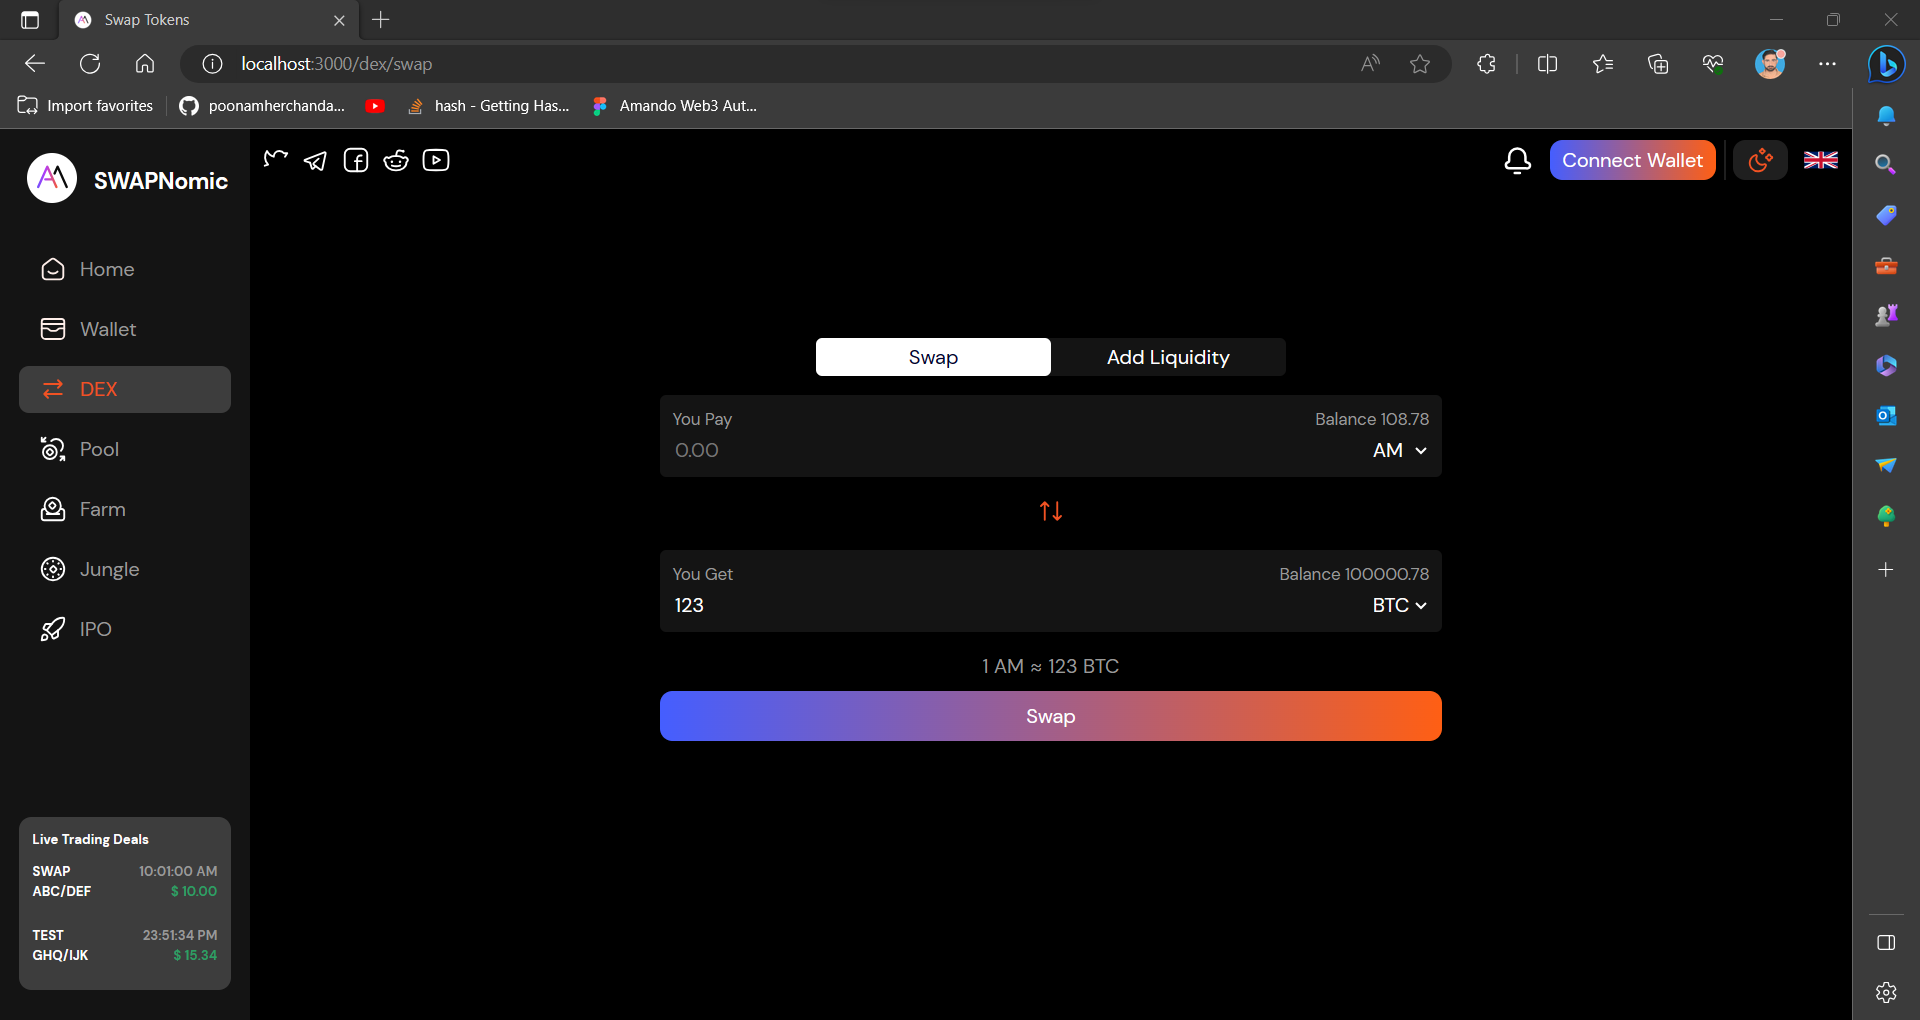 Swap Tokens
localhost:3000/dex/swap
Import favorites
poonamherchanda...
hash - Getting Has...
Amando Web3 Aut...
SWAPNomic
Connect Wallet
Home
Wallet
DEX
Pool
Farm
Jungle
IPO
Swap
Add Liquidity
You Pay
Balance 108.78
0.00
AM
You Get
Balance 100000.78
123
BTC
1 AM ≈ 123 BTC
Swap
Live Trading Deals
SWAP 10:01:00 AM
ABC/DEF $ 10.00
TEST 23:51:34 PM
GHQ/IJK $ 15.34